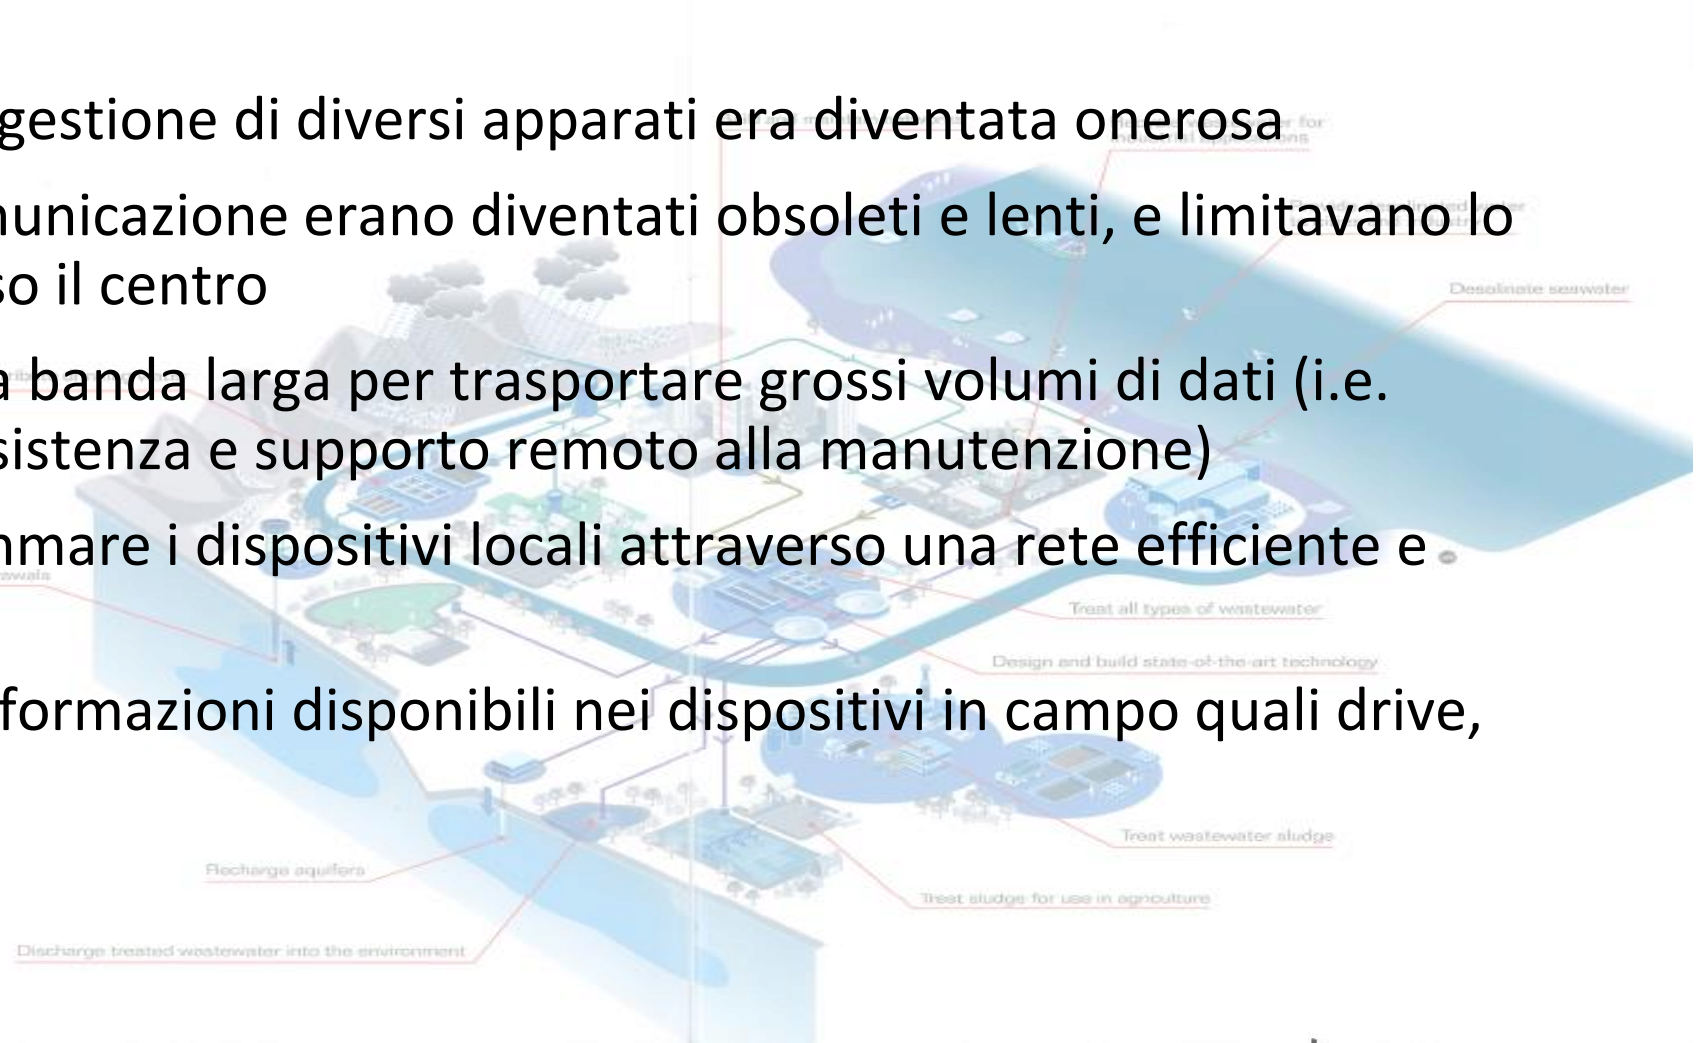 gestione di diversi apparati era diventata onerosa
municazione erano diventati obsoleti e lenti, e limitavano lo
so il centro
a banda larga per trasportare grossi volumi di dati (i.e.
sistenza e supporto remoto alla manutenzione)
mmare i dispositivi locali attraverso una rete efficiente e
formazioni disponibili nei dispositivi in campo quali drive,
Desalinate seawater
Treat all types of wastewater
Design and build state-of-the-art technology
Treat wastewater sludge
Recharge aquifers
Treat sludge for use in agriculture
Discharge treated wastewater into the environment